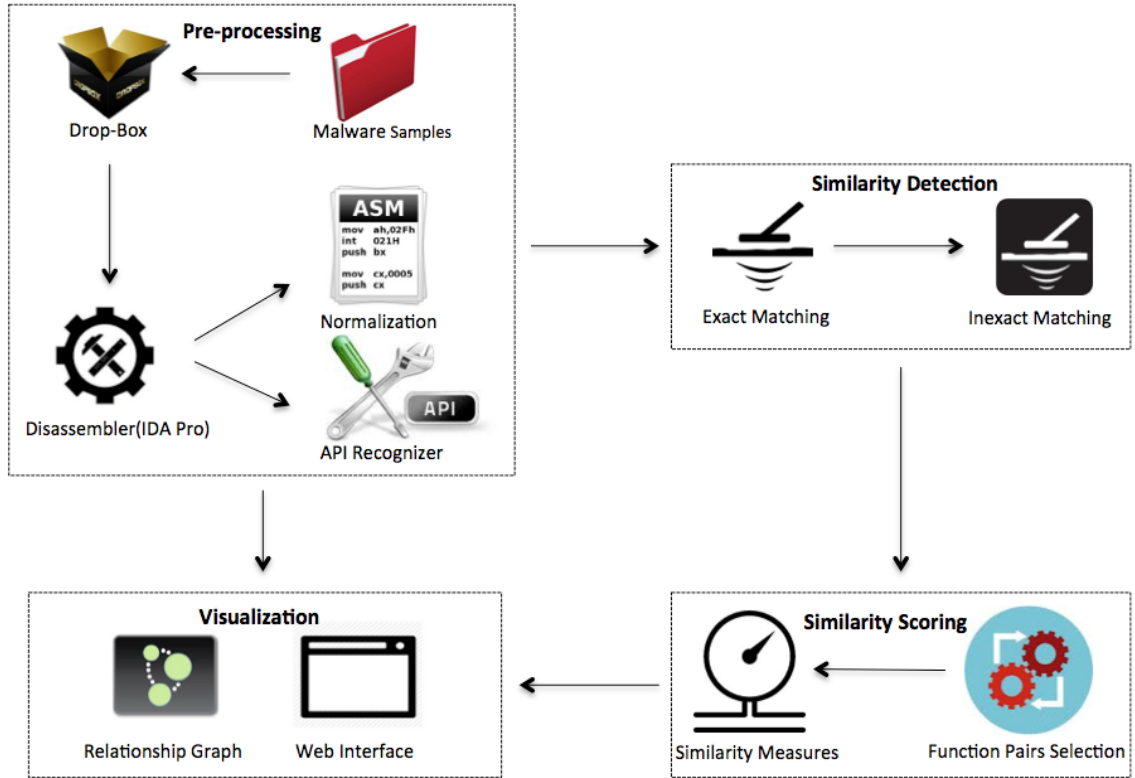 Pre-processing
DROPBOX
DROPBOX
Drop-Box
Malware Samples
ASM
mov ah,02Fh
int 021H
push bx
mov cx,0005
push cx
Normalization
Disassembler(IDA Pro)
API
API Recognizer
Similarity Detection
Exact Matching
Inexact Matching
Visualization
Relationship Graph
Web Interface
Similarity Scoring
Similarity Measures
Function Pairs Selection